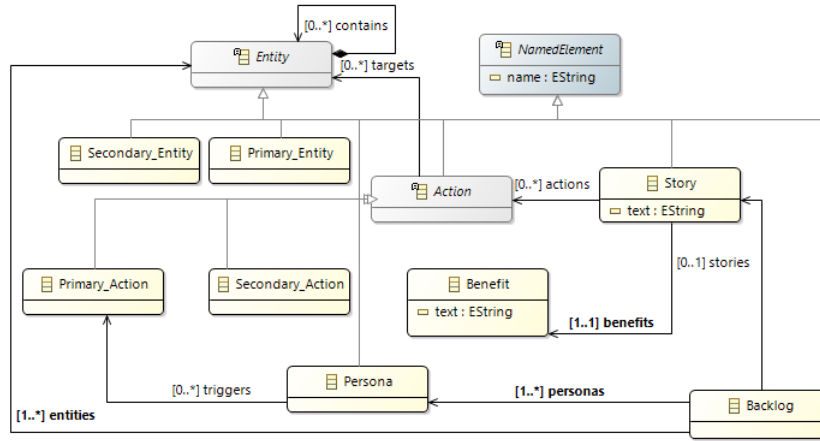 [0..*] contains
Entity
NamedElement
[0..*] targets
name : EString
Secondary_Entity
Primary_Entity
Action
[0..*] actions
Story
text : EString
[0..1] stories
Primary_Action
Secondary_Action
Benefit
text : EString
[1..1] benefits
Persona
[0..*] triggers
[1..*] personas
Backlog
[1..*] entities